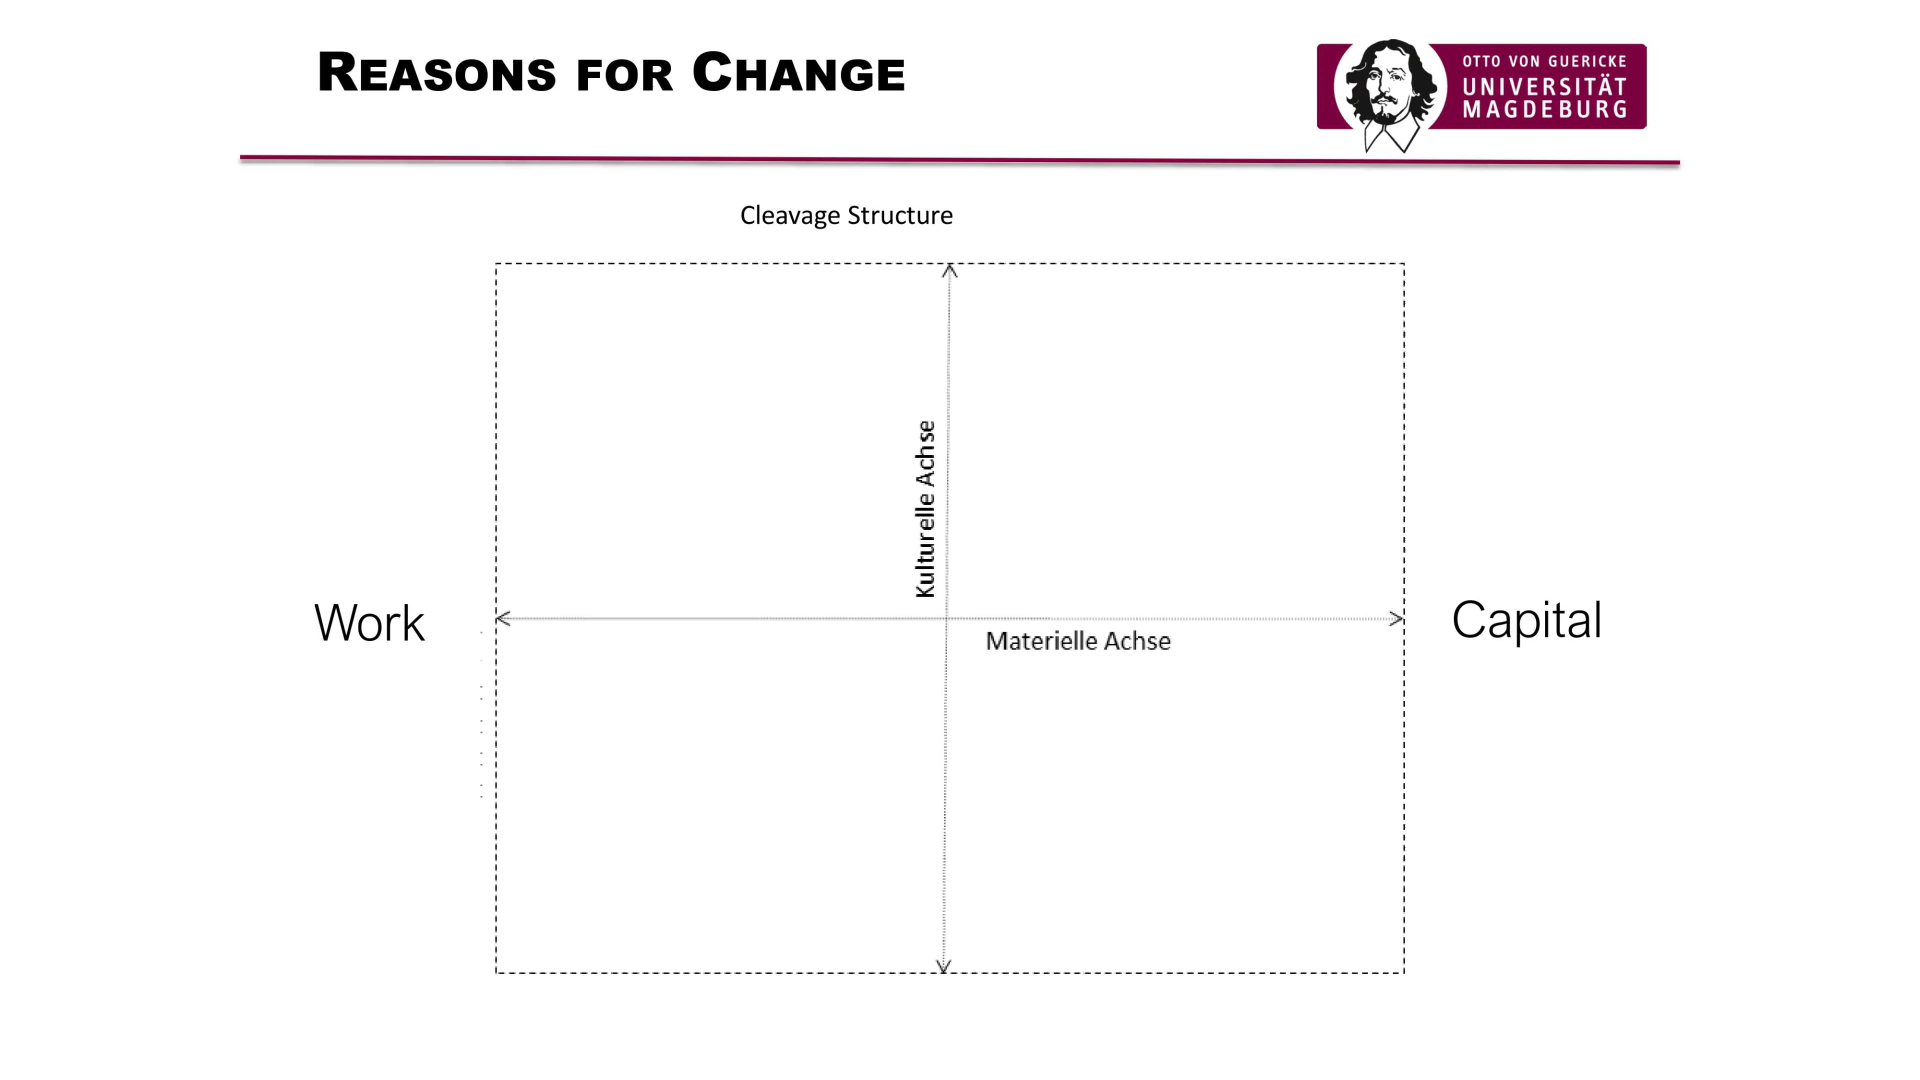 REASONS FOR CHANGE
OTTO VON GUERICKE
UNIVERSITÄT
MAGDEBURG
Cleavage Structure
Kulturelle Achse
Work
Capital
Materielle Achse